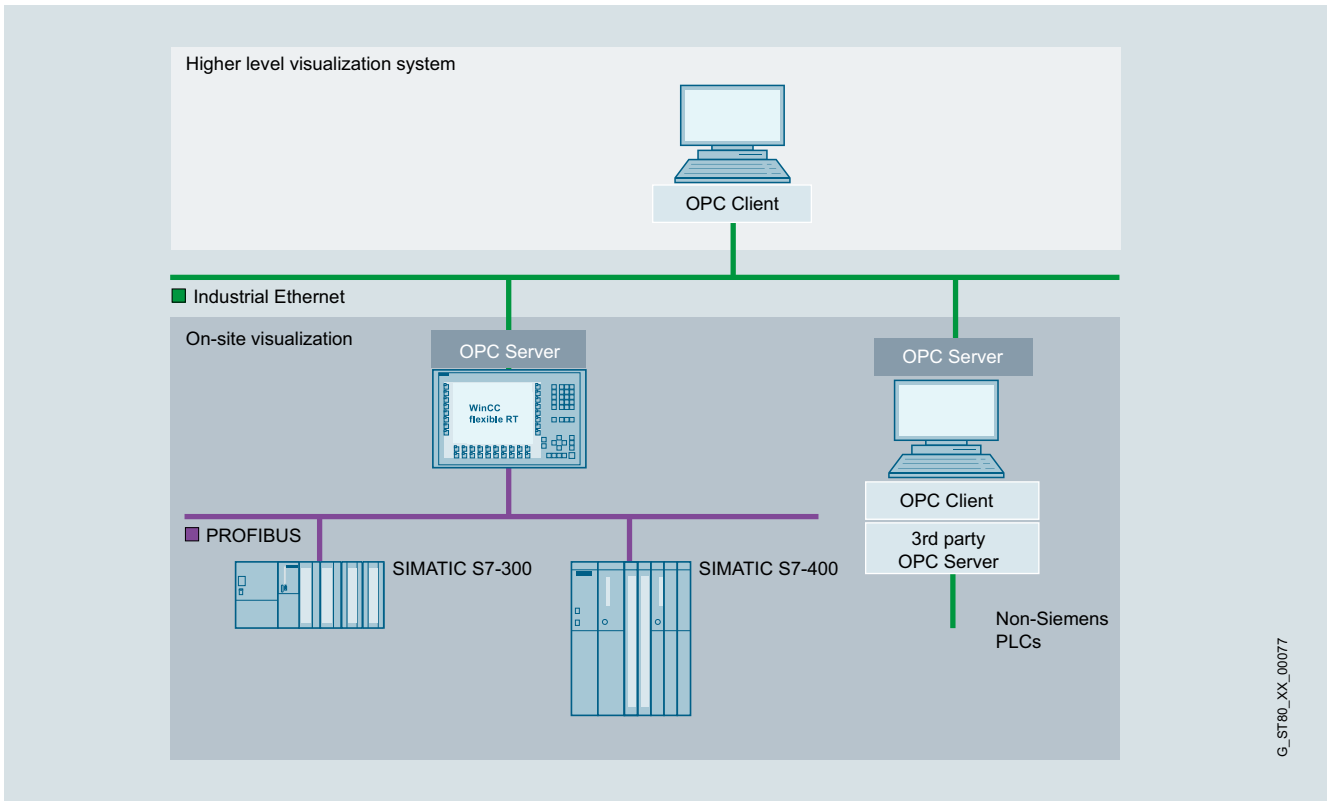 Higher level visualization system
OPC Client
Industrial Ethernet
On-site visualization
OPC Server
OPC Server
WinCC
flexible RT
OPC Client
PROFIBUS
3rd party
OPC Server
SIMATIC S7-300
SIMATIC S7-400
Non-Siemens
PLCs
G_ST80_XX_00077